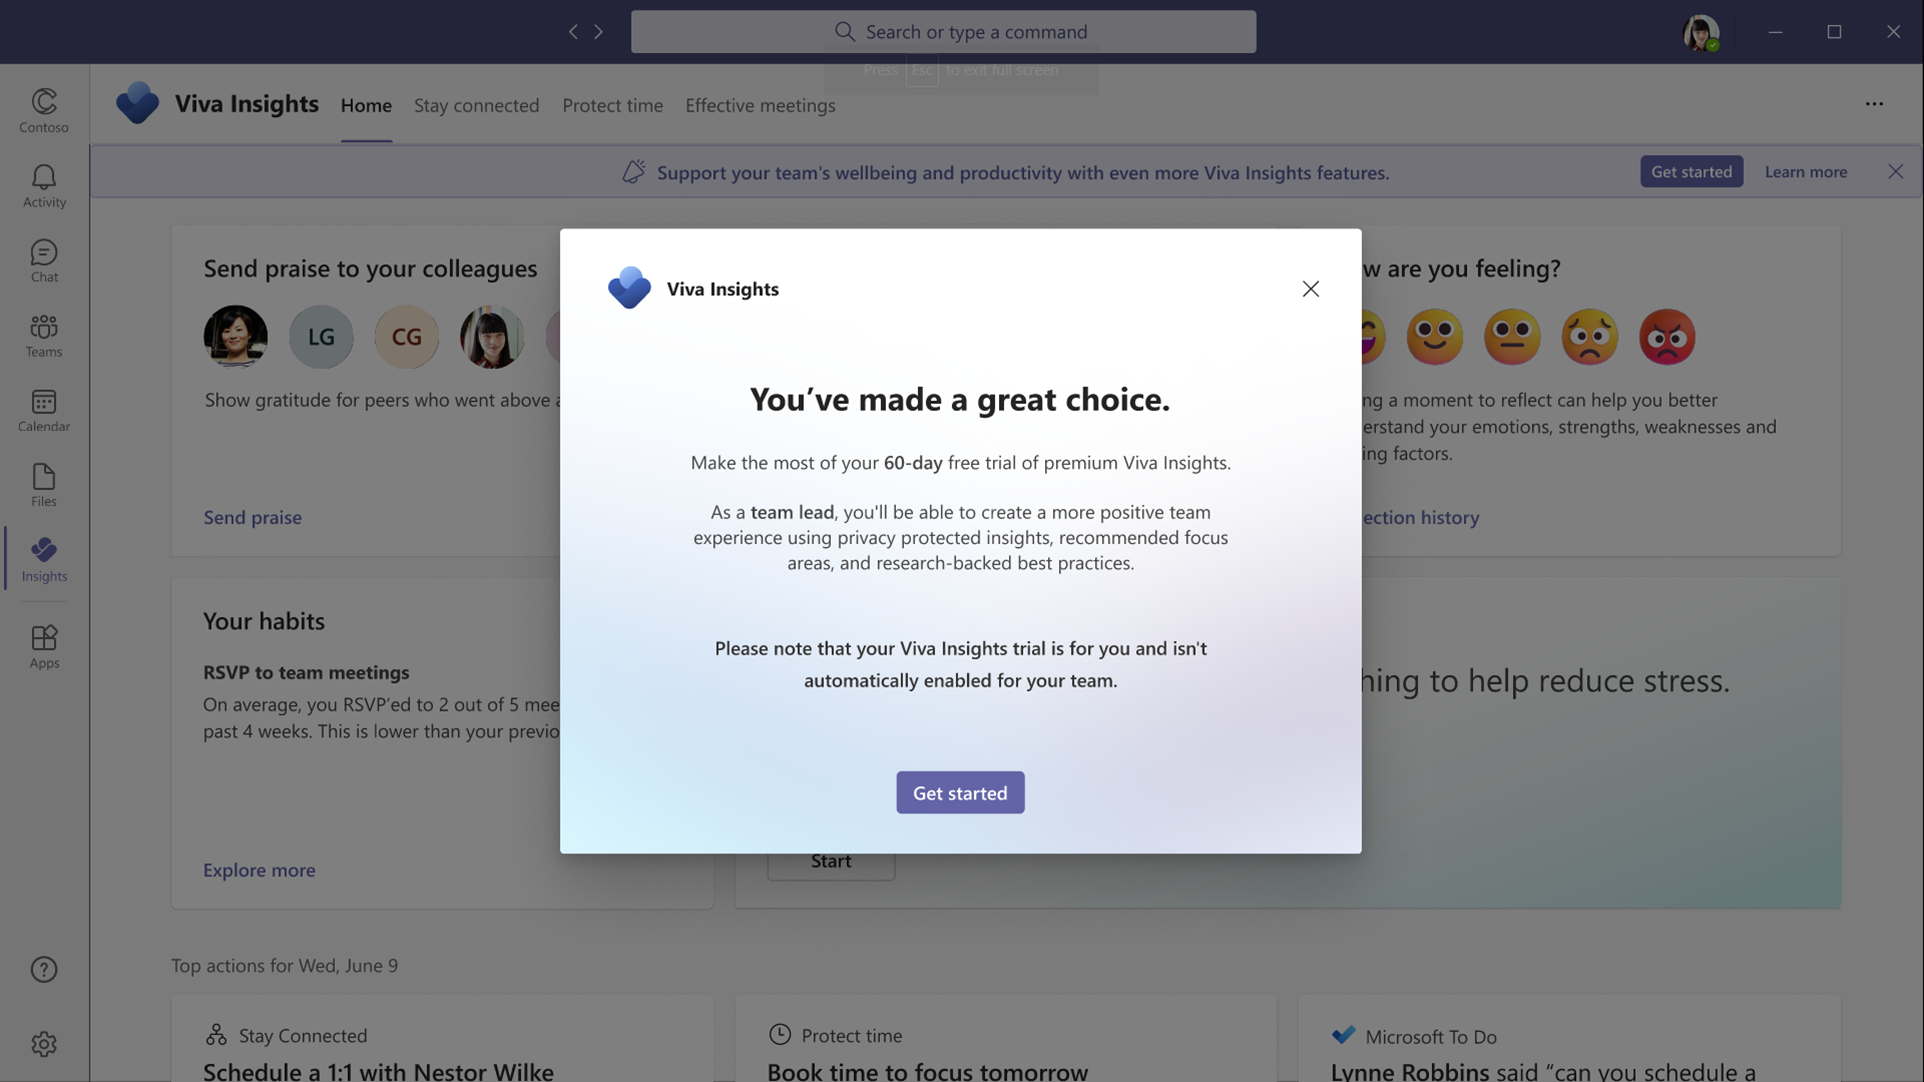 Search or type a command
Press Esc to exit full screen
Contoso
Activity
Chat
Teams
Calendar
Files
Insights
Apps
Viva Insights
Home
Stay connected
Protect time
Effective meetings
Support your team's wellbeing and productivity with even more Viva Insights features.
Get started
Learn more
Send praise to your colleagues
LG
CG
Show gratitude for peers who went above
Send praise
are you feeling?
a moment to reflect can help you better
your emotions, strengths, weaknesses and
factors.
history
Viva Insights
You’ve made a great choice.
Make the most of your 60-day free trial of premium Viva Insights.
As a team lead, you'll be able to create a more positive team
experience using privacy protected insights, recommended focus
areas, and research-backed best practices.
Please note that your Viva Insights trial is for you and isn't
automatically enabled for your team.
Get started
Your habits
RSVP to team meetings
On average, you RSVP’ed to 2 out of 5
past 4 weeks. This is lower than your
Explore more
to help reduce stress.
Start
Top actions for Wed, June 9
Stay Connected
Schedule a 1:1 with Nestor Wilke
Protect time
Book time to focus tomorrow
Microsoft To Do
Lynne Robbins said “can you schedule a